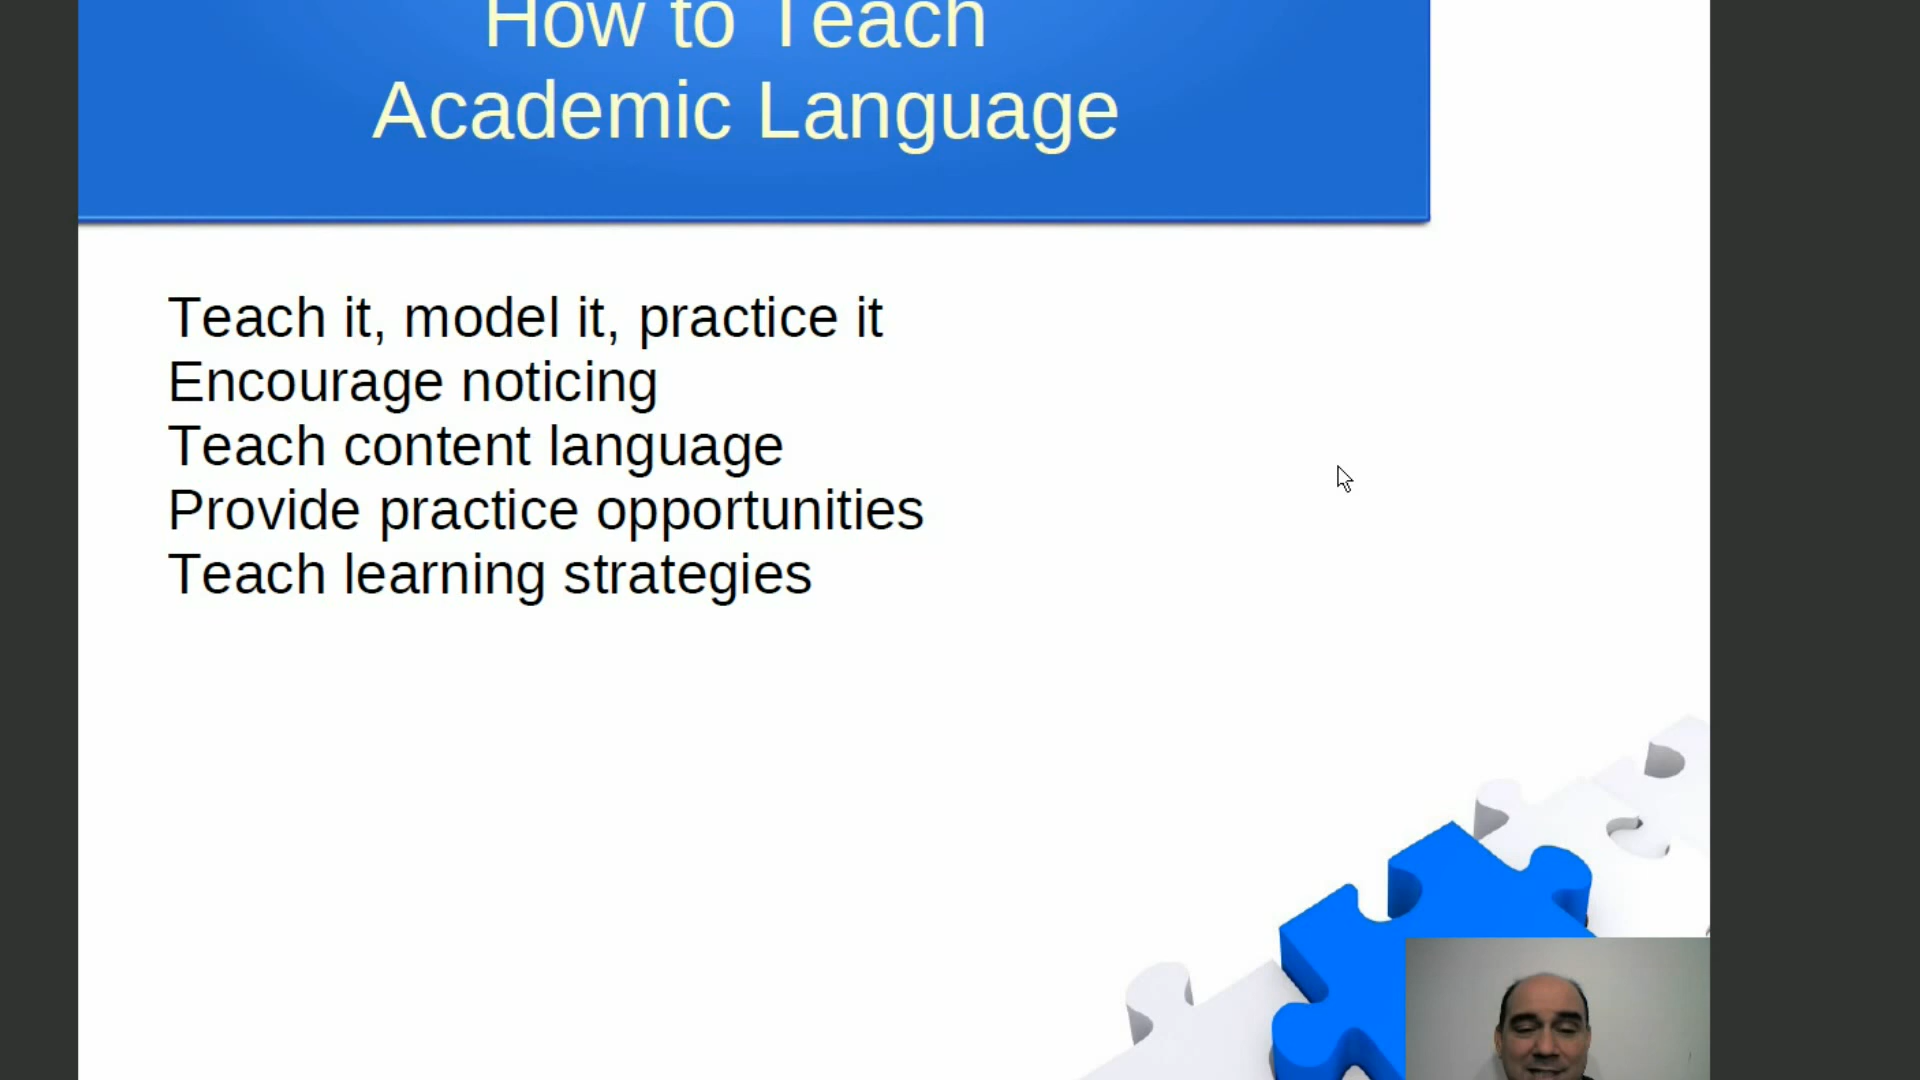 How to Teach
Academic Language
Teach it, model it, practice it
Encourage noticing
Teach content language
Provide practice opportunities
Teach learning strategies